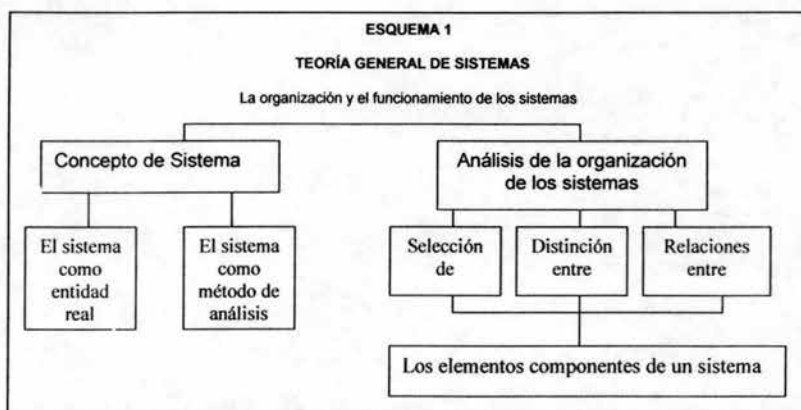 ESQUEMA 1
TEORÍA GENERAL DE SISTEMAS
La organización y el funcionamiento de los sistemas
Concepto de Sistema
Análisis de la organización
de los sistemas
El sistema
como
entidad
real
El sistema
como
método de
análisis
Selección
de
Distinción
entre
Relaciones
entre
Los elementos componentes de un sistema